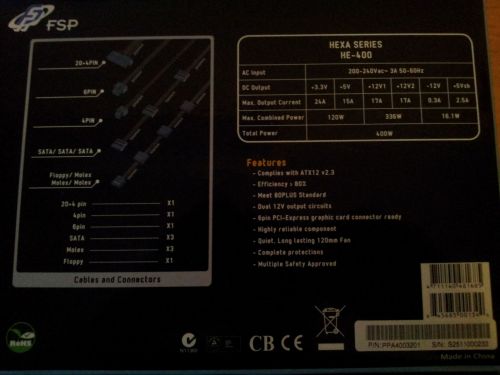 FSP
20+4PIN
6PIN
4PIN
SATA/ SATA/ SATA
Floppy/ Molex
Molex/ Molex
20+4 pin X1
4pin X1
6pin X1
SATA X3
Molex X3
Floppy X1
Cables and Connectors
HEXA SERIES
HE-400
AC Input 200-240Vac~ 3A 50-60Hz
DC Output +3.3V +5V +12V1 +12V2 -12V +5Vsb
Max. Output Current 24A 15A 17A 17A 0.3A 2.5A
Max. Combined Power 120W 336W 16.1W
Total Power 400W
Features
- Complies with ATX12 v2.3
- Efficiency > 80%
- Meet 80PLUS Standard
- Dual 12V output circuits
- 6pin PCI-Express graphic card connector ready
- Highly reliable component
- Quiet, Long lasting 120mm Fan
- Complete protections
- Multiple Safety Approved
RoHS
N1180
CB CE
P/N: PPA4003201 S/N: S2511000232
Made in China